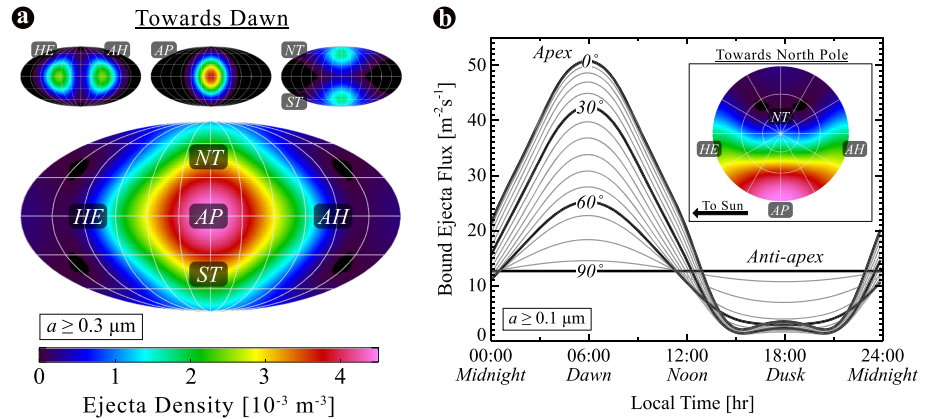 a
Towards Dawn
HE AH AP NT
ST
NT
HE AP AH
ST
a ≥ 0.3 μm
0 1 2 3 4
Ejecta Density [10⁻³ m⁻³]
b
Bound Ejecta Flux [m⁻²s⁻¹]
50
40
30
20
10
0
Apex
0°
30°
60°
90°
Anti-apex
a ≥ 0.1 μm
Towards North Pole
NT
HE AH
To Sun
AP
00:00 06:00 12:00 18:00 24:00
Midnight Dawn Noon Dusk Midnight
Local Time [hr]